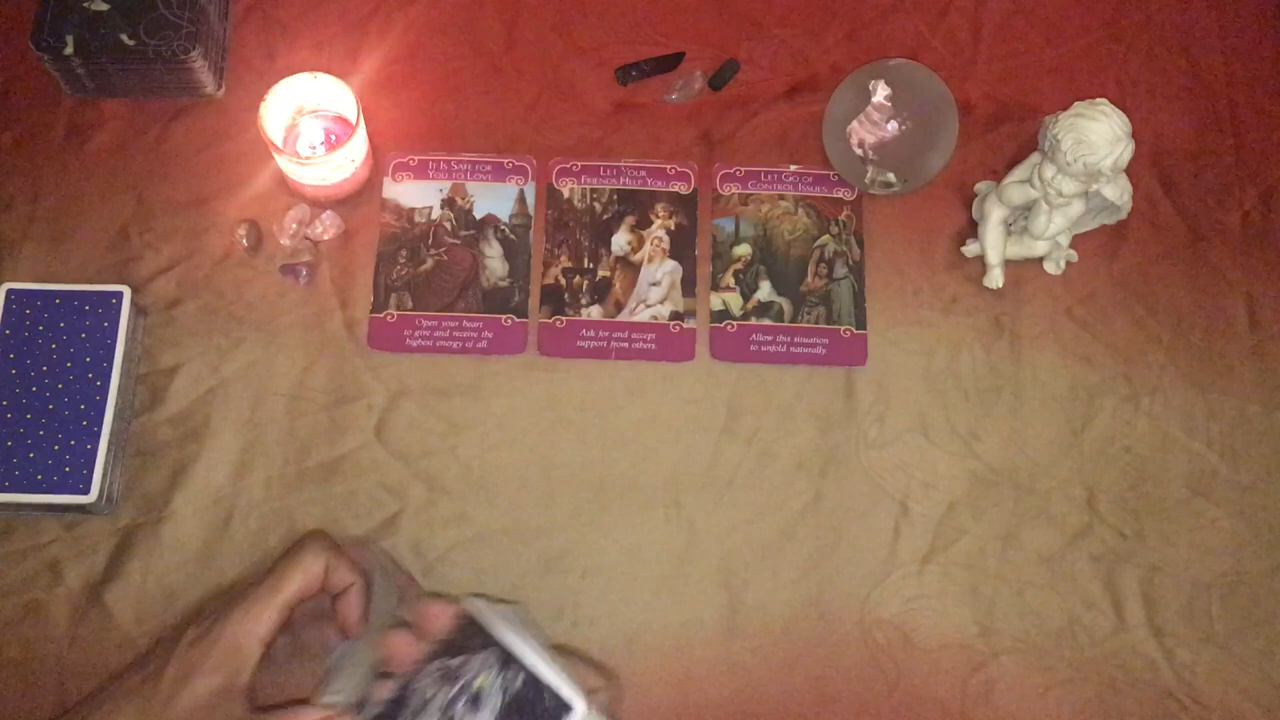 IT IS SAFE FOR
YOU TO LOVE
Open your heart
to give and receive the
highest energy of all.
LET YOUR
FRIENDS HELP YOU
Ask for and accept
support from others.
LET GO OF
CONTROL ISSUES
Allow this situation
to unfold naturally.